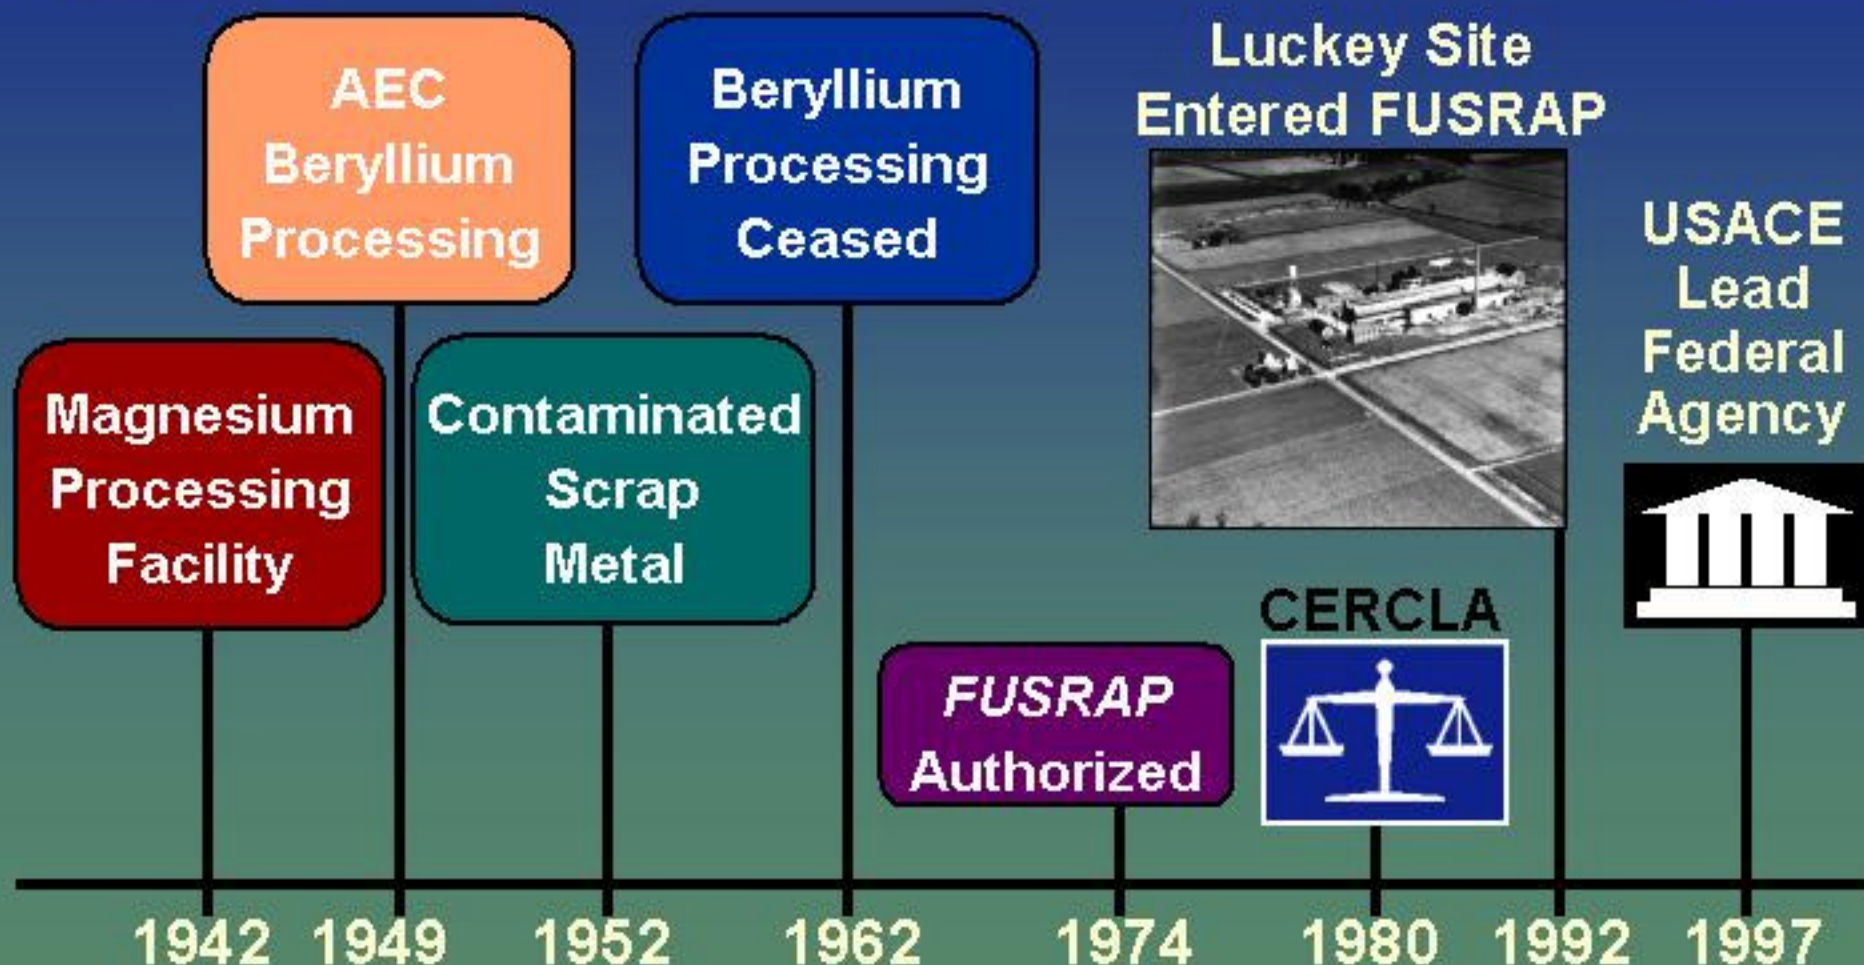 AEC
Beryllium
Processing
Beryllium
Processing
Ceased
Luckey Site
Entered FUSRAP
USACE
Lead
Federal
Agency
Magnesium
Processing
Facility
Contaminated
Scrap
Metal
FUSRAP
Authorized
CERCLA
1942 1949 1952 1962 1974 1980 1992 1997